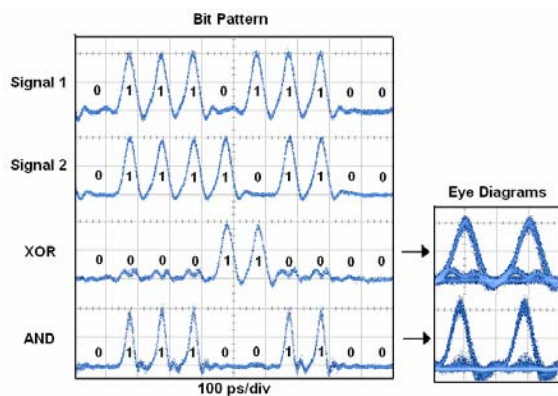 Bit Pattern
Signal 1
0 1 1 1 0 1 1 1 0 0
Signal 2
0 1 1 1 1 0 1 1 0 0
Eye Diagrams
XOR
0 0 0 0 1 1 0 0 0 0
AND
0 1 1 1 0 0 1 1 0 0
100 ps/div